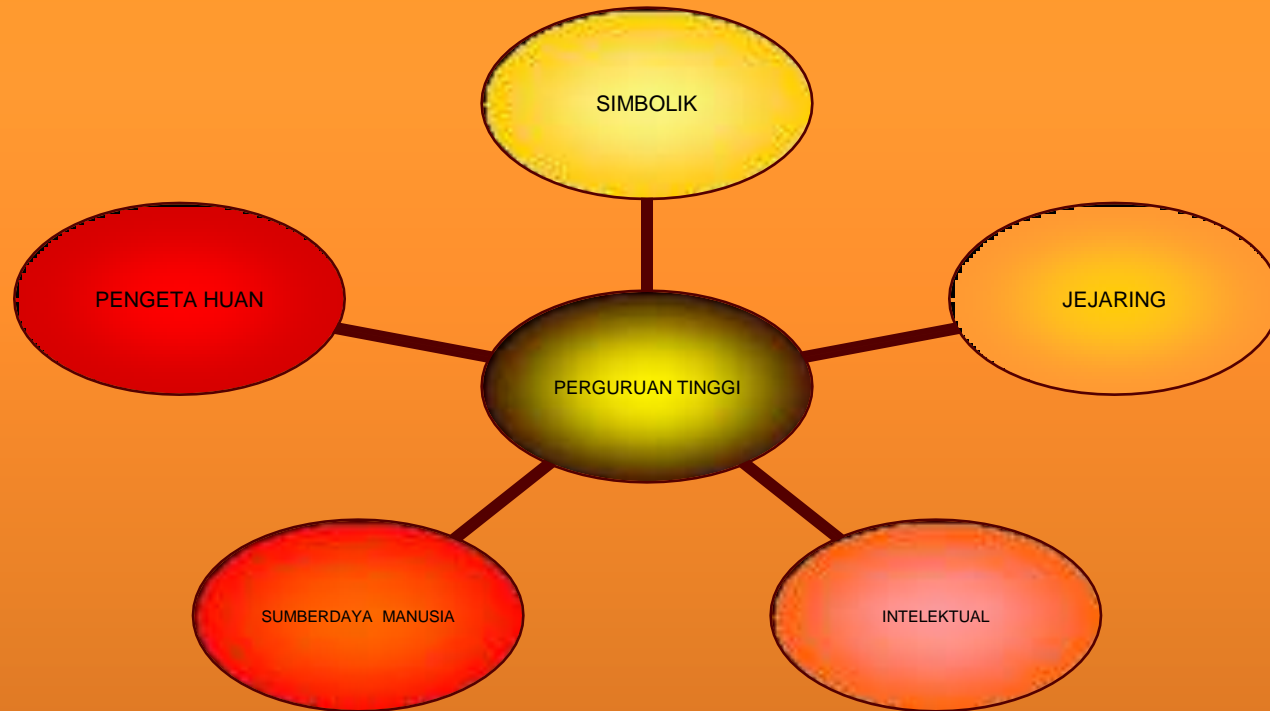 SIMBOLIK
PENGETA HUAN
JEJARING
PERGURUAN TINGGI
SUMBERDAYA MANUSIA
INTELEKTUAL